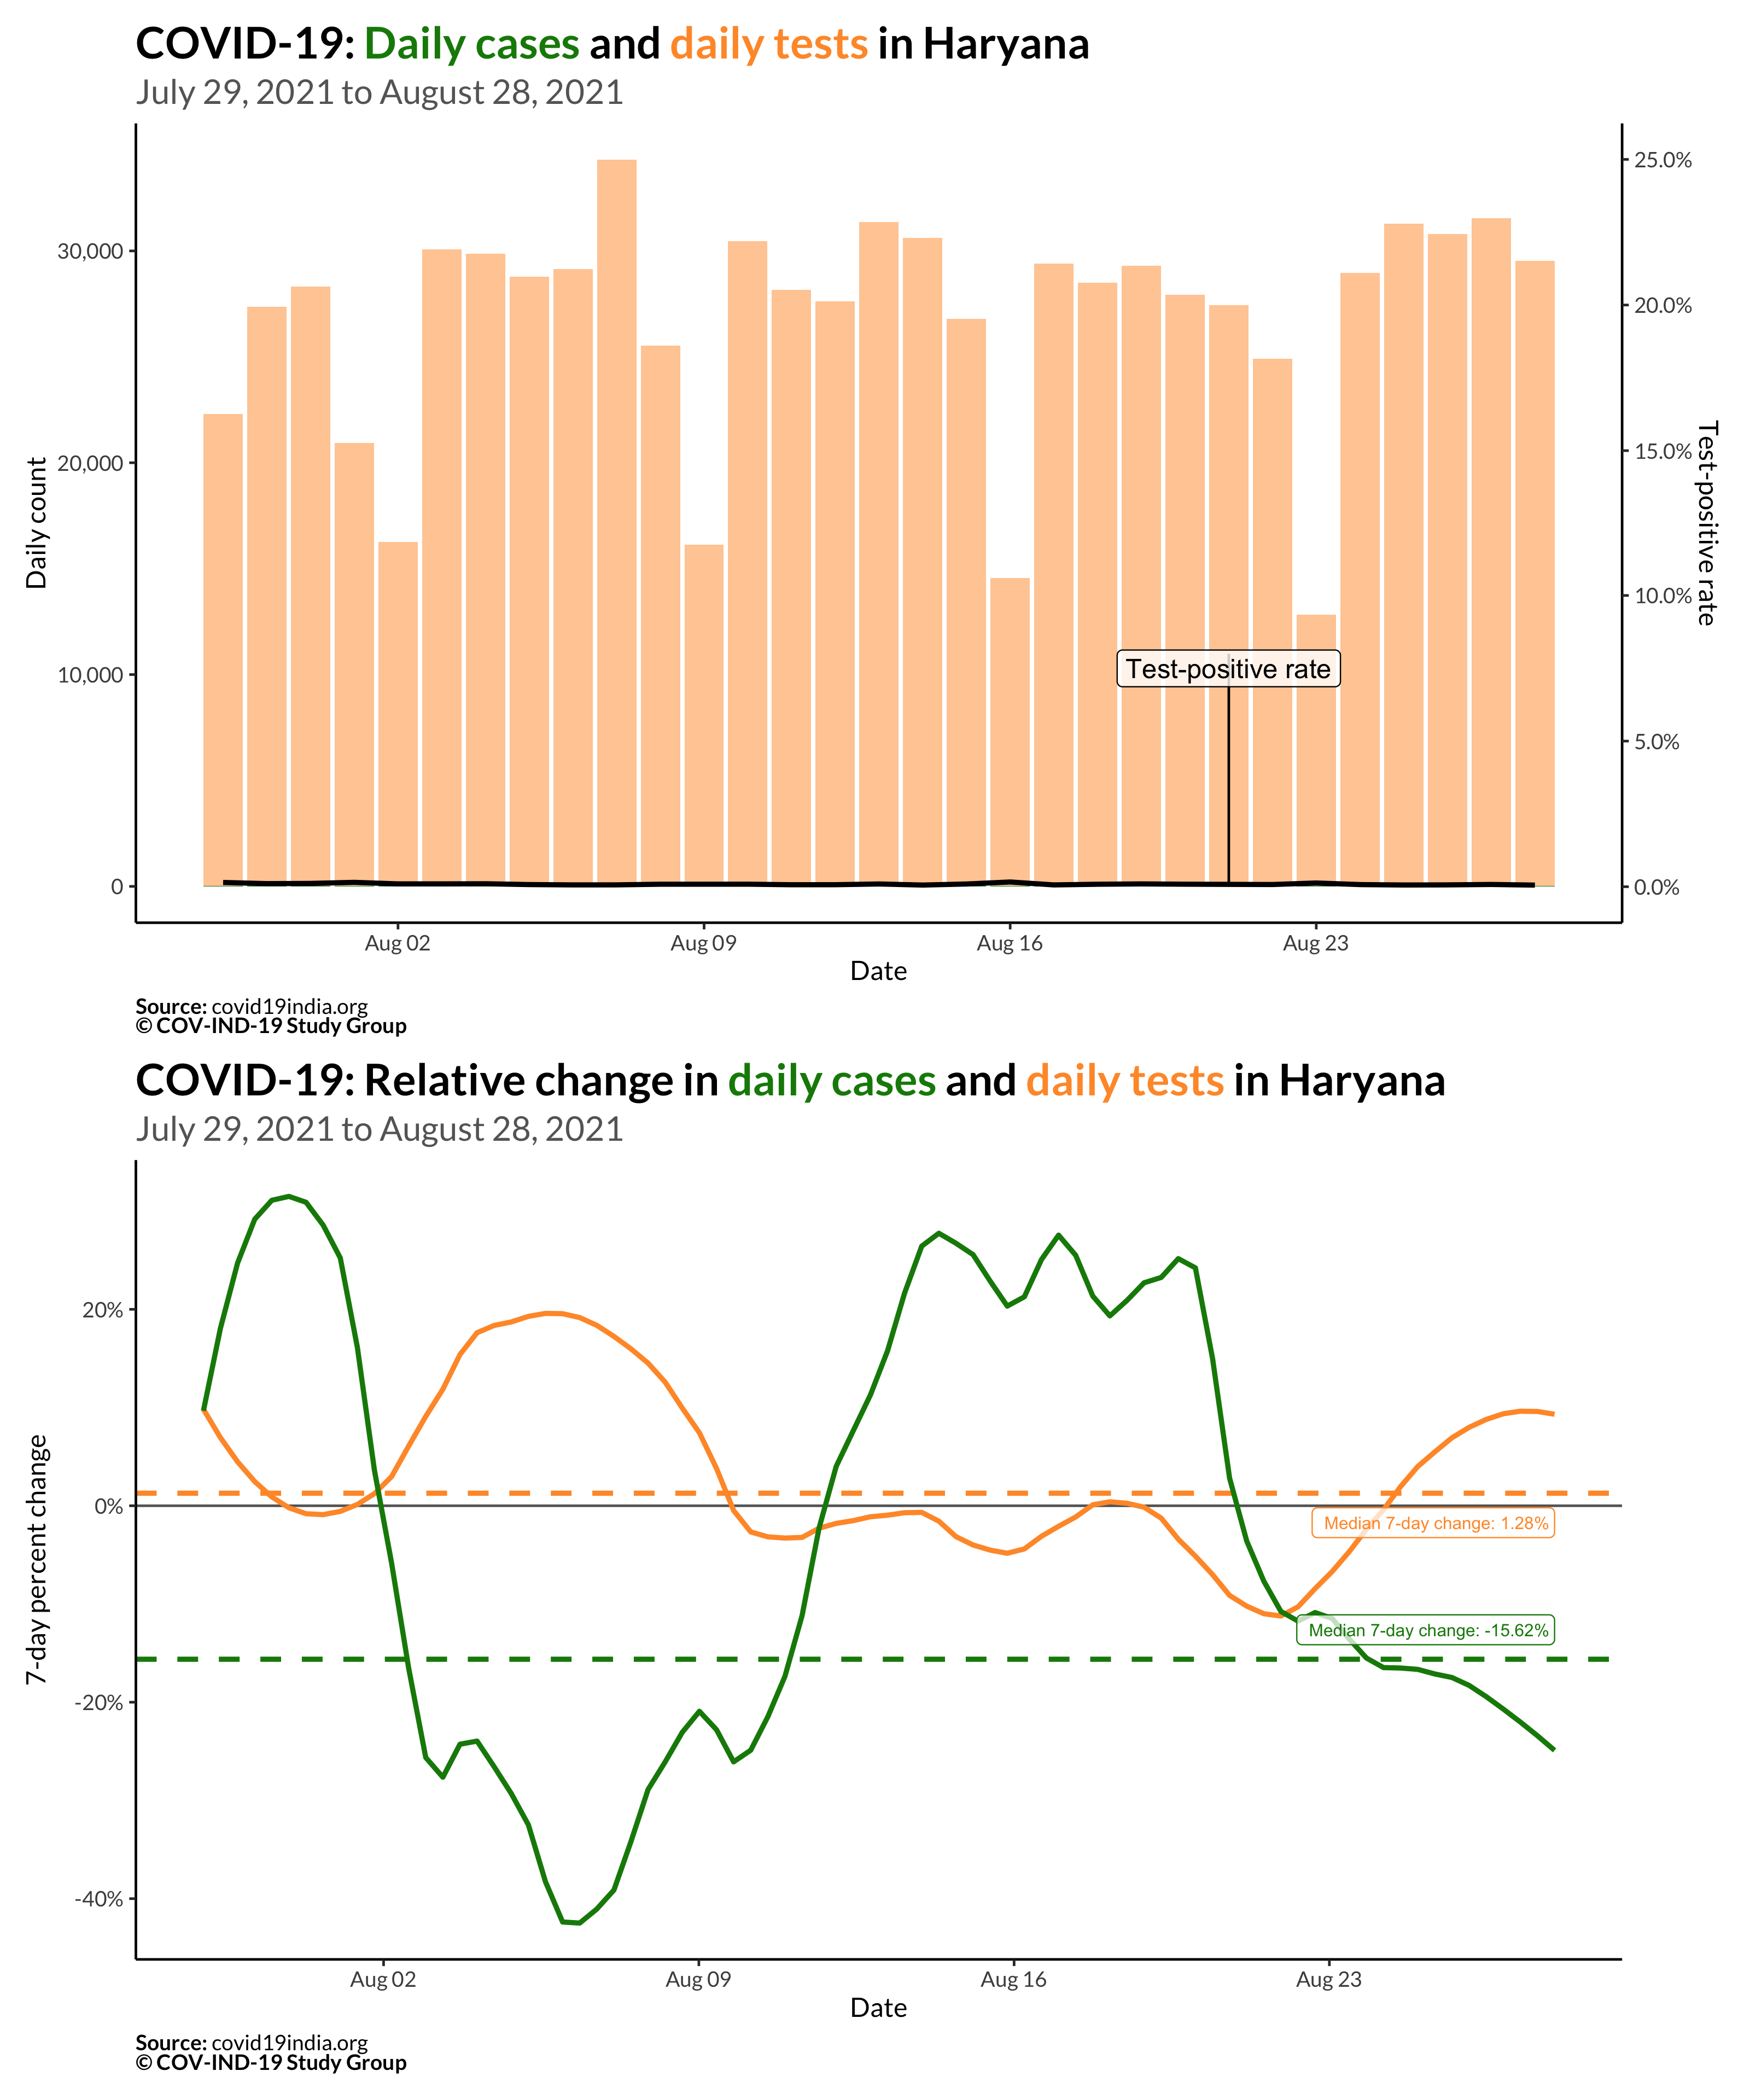 COVID-19: Daily cases and daily tests in Haryana
July 29, 2021 to August 28, 2021
25.0%
30,000
20.0%
20,000
15.0%
Daily count
Test-positive rate
10.0%
10,000
Test-positive rate
5.0%
0
0.0%
Aug 02
Aug 09
Aug 16
Aug 23
Date
Source: covid19india.org
© COV-IND-19 Study Group
COVID-19: Relative change in daily cases and daily tests in Haryana
July 29, 2021 to August 28, 2021
20%
0%
Median 7-day change: 1.28%
7-day percent change
Median 7-day change: -15.62%
-20%
-40%
Aug 02
Aug 09
Aug 16
Aug 23
Date
Source: covid19india.org
© COV-IND-19 Study Group